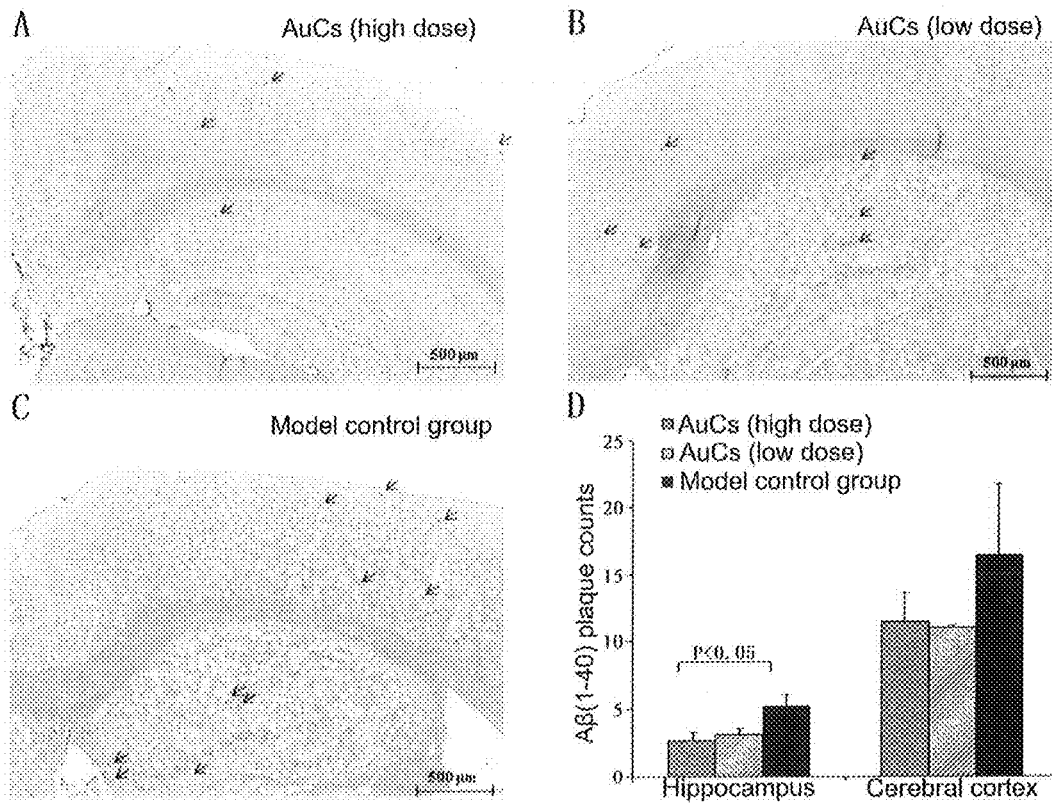 A
AuCs (high dose)
500 μm
B
AuCs (low dose)
500 μm
C
Model control group
500 μm
D
AuCs (high dose)
AuCs (low dose)
Model control group
Aβ(1-40) plaque counts
25
20
15
10
5
0
P<0.05
Hippocampus
Cerebral cortex